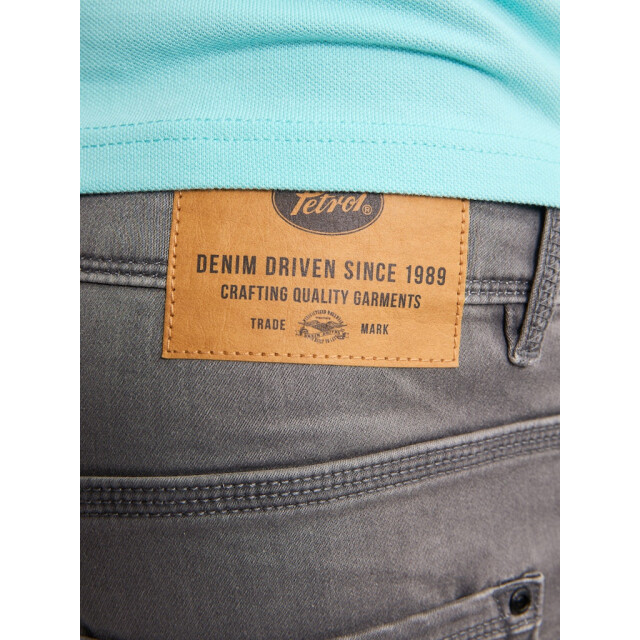 Petrol®
DENIM DRIVEN SINCE 1989
CRAFTING QUALITY GARMENTS
TRADE MARK